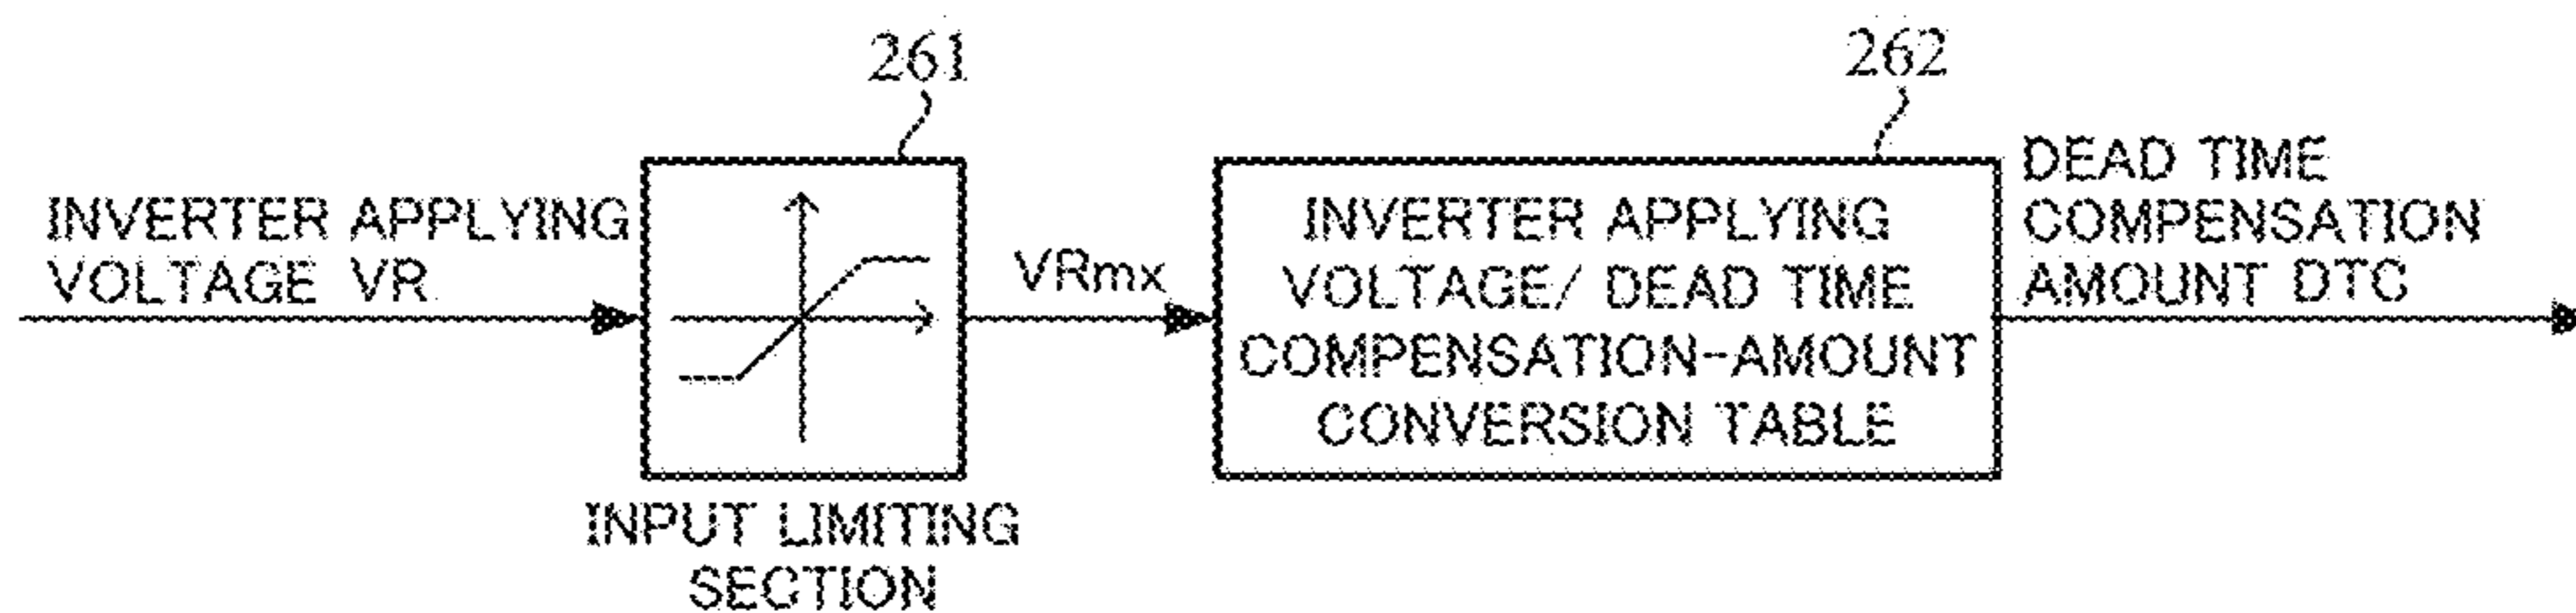 261
262
INVERTER APPLYING
VOLTAGE VR
VRmx
INVERTER APPLYING
VOLTAGE/ DEAD TIME
COMPENSATION-AMOUNT
CONVERSION TABLE
DEAD TIME
COMPENSATION
AMOUNT DTC
INPUT LIMITING
SECTION